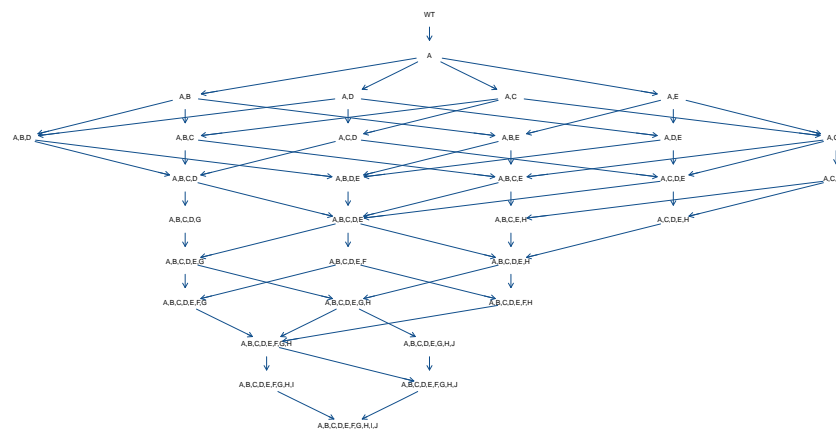 WT
A
A,B A,D A,C A,E
A,B,D A,B,C A,C,D A,B,E A,D,E
A,B,C,D A,B,D,E A,B,C,E A,C,D,E
A,B,C,D,G A,B,C,D,E A,B,C,E,H A,C,D,E,H
A,B,C,D,E,G A,B,C,D,E,F A,B,C,D,E,H
A,B,C,D,E,F,G A,B,C,D,E,G,H A,B,C,D,E,F,H
A,B,C,D,E,F,G,H A,B,C,D,E,G,H,J
A,B,C,D,E,F,G,H,I A,B,C,D,E,F,G,H,J
A,B,C,D,E,F,G,H,I,J